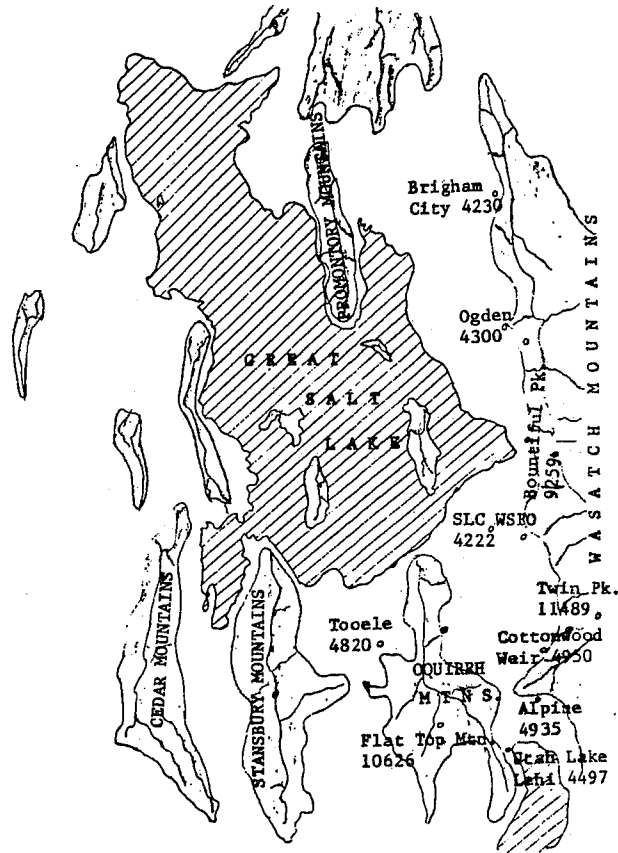 PROMONTORY MOUNTAINS
Brigham
City 4230
WASATCH MOUNTAINS
Ogden
4300
GREAT
SALT
LAKE
Bountiful Pk.
9259
SLC WSFO
4222
Twin Pk.
11489
Cottonwood
Weir 4950
Tooele
4820
CEDAR MOUNTAINS
STANSBURY MOUNTAINS
OQUIRRH
MTNS.
Alpine
4935
Flat Top Mtn.
10626
Utah Lake
Lehi 4497